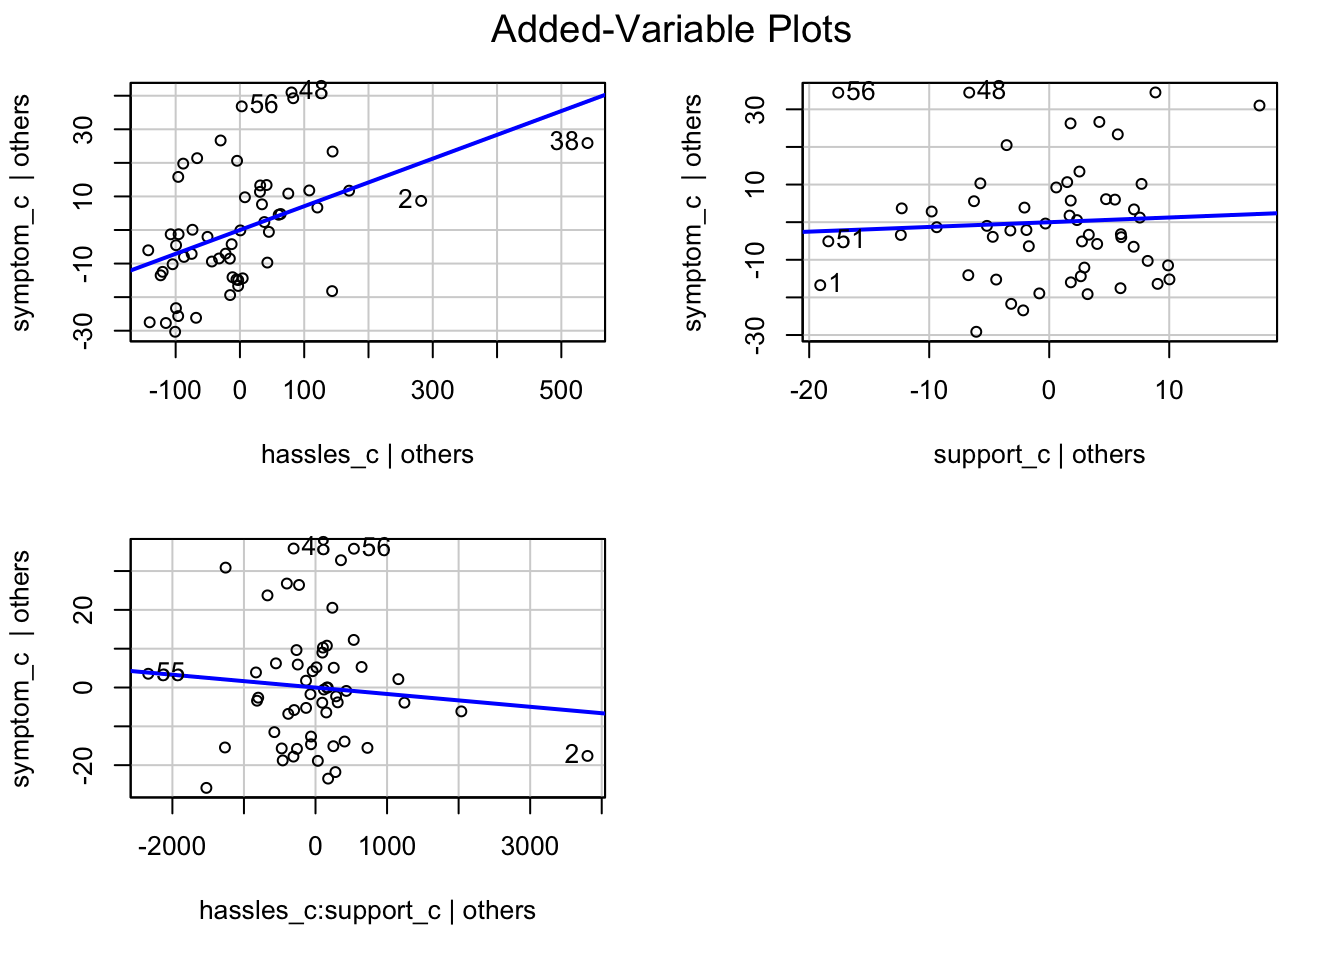 Added-Variable Plots
symptom_c | others
30
10
-10
-30
56
48
38
2
-100 0 100 300 500
hassles_c | others
symptom_c | others
30
10
-10
-30
56
48
51
1
-20 -10 0 10
support_c | others
symptom_c | others
20
0
-20
48
56
55
2
-2000 0 1000 3000
hassles_c:support_c | others